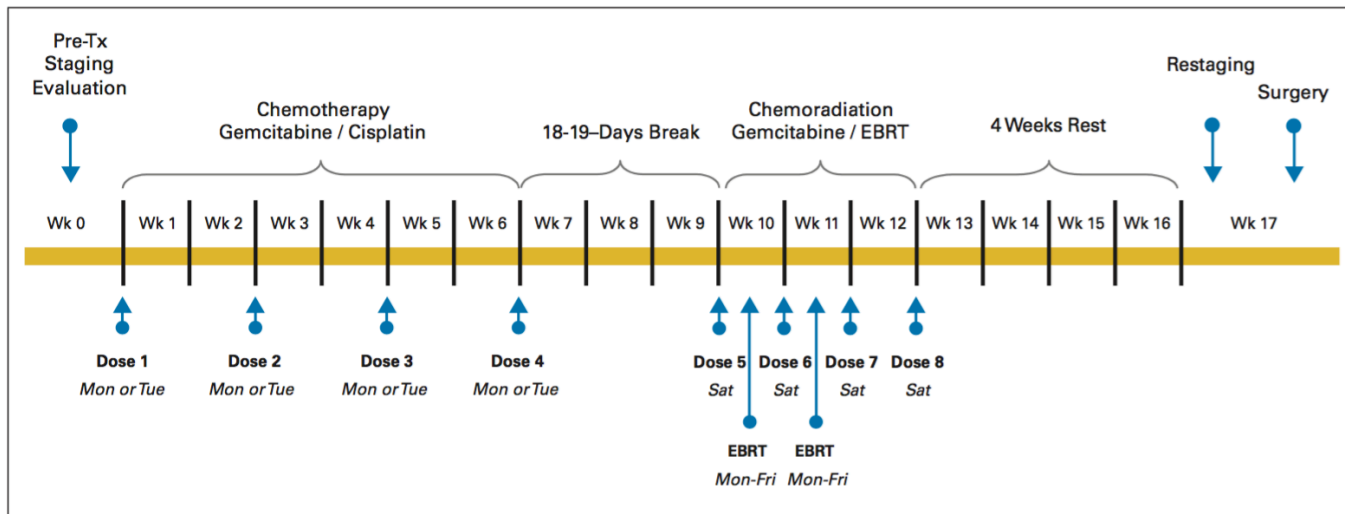 Pre-Tx
Staging
Evaluation
Chemotherapy
Gemcitabine / Cisplatin
18-19–Days Break
Chemoradiation
Gemcitabine / EBRT
4 Weeks Rest
Restaging
Surgery
Wk 0
Wk 1
Wk 2
Wk 3
Wk 4
Wk 5
Wk 6
Wk 7
Wk 8
Wk 9
Wk 10
Wk 11
Wk 12
Wk 13
Wk 14
Wk 15
Wk 16
Wk 17
Dose 1
Mon or Tue
Dose 2
Mon or Tue
Dose 3
Mon or Tue
Dose 4
Mon or Tue
Dose 5
Sat
Dose 6
Sat
Dose 7
Sat
Dose 8
Sat
EBRT
Mon-Fri
EBRT
Mon-Fri